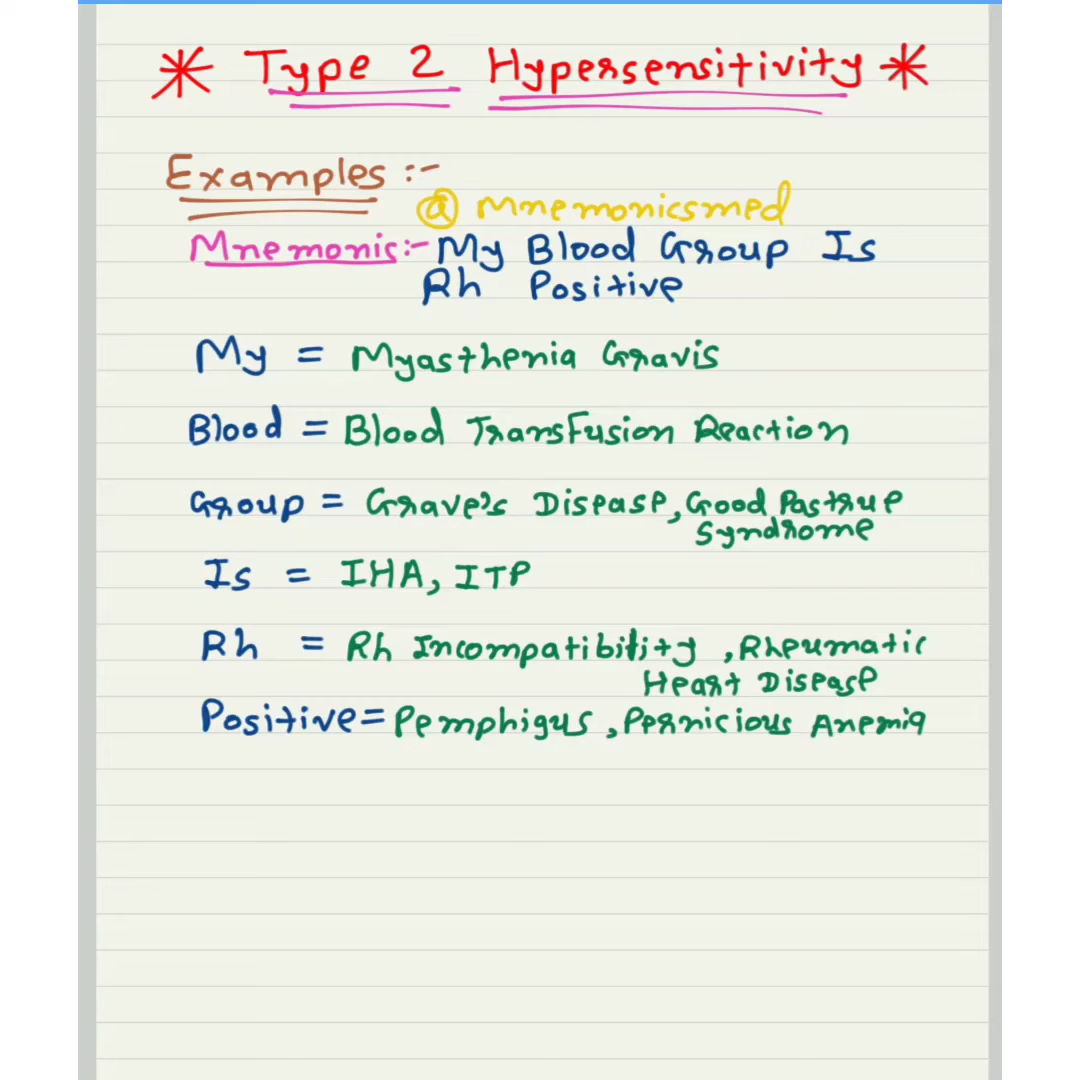 * Type 2 Hypersensitivity *
Examples :-
@ Mnemonicsmed
Mnemonis:- My Blood Group Is
Rh Positive
My = Myasthenia Gravis
Blood = Blood Transfusion Reaction
Group = Grave's Disease, Good Pasture
Syndrome
Is = IHA, ITP
Rh = Rh Incompatibility, Rheumatic
Heart Disease
Positive = Pemphigus, Pernicious Anemia